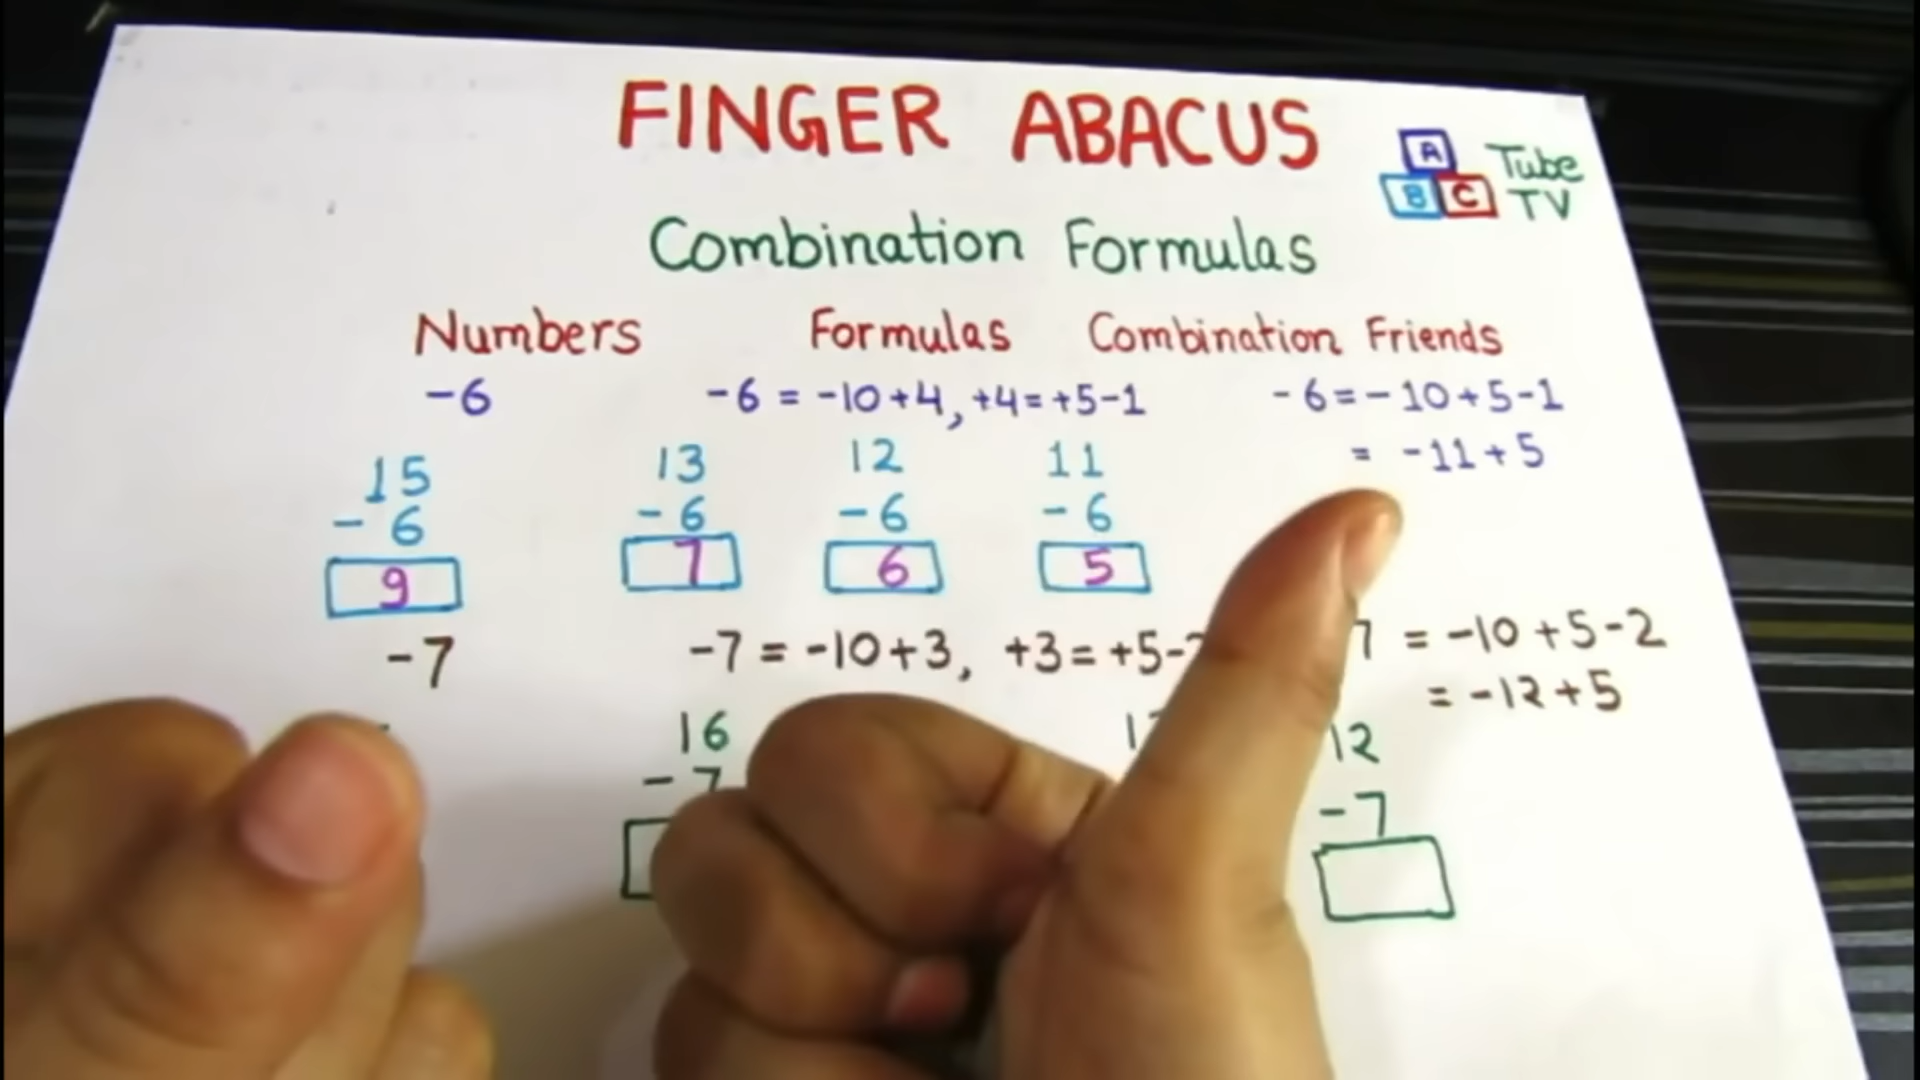 FINGER ABACUS
A
B C
Tube
TV
Combination Formulas
Numbers Formulas Combination Friends
-6 -6 = -10+4, +4=+5-1 -6=-10+5-1
= -11+5
15 13 12 11
-6 -6 -6 -6
9 7 6 5
-7 -7 = -10+3, +3=+5- 7 = -10+5-2
= -12+5
16 12
-7 -7